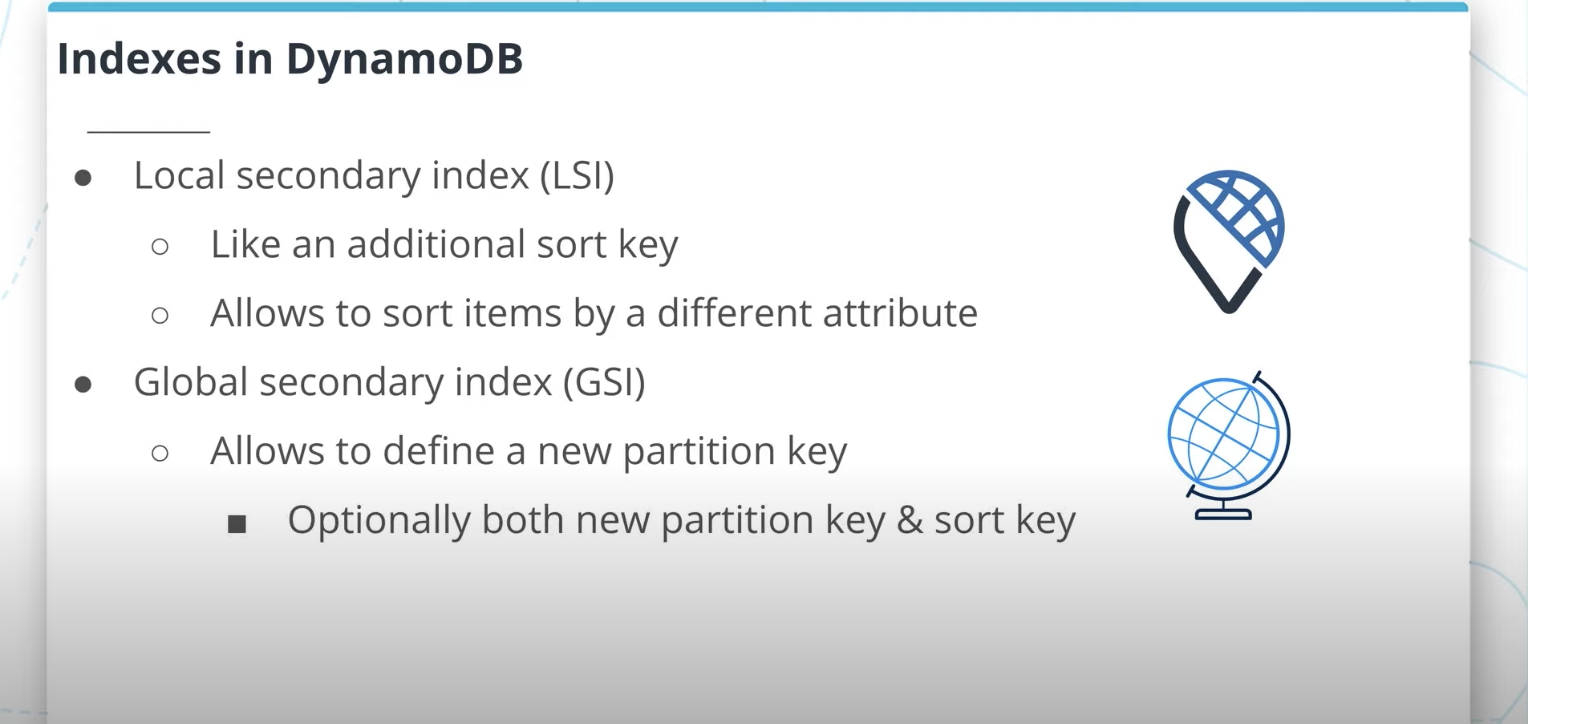 Indexes in DynamoDB
● Local secondary index (LSI)
○ Like an additional sort key
○ Allows to sort items by a different attribute
● Global secondary index (GSI)
○ Allows to define a new partition key
■ Optionally both new partition key & sort key